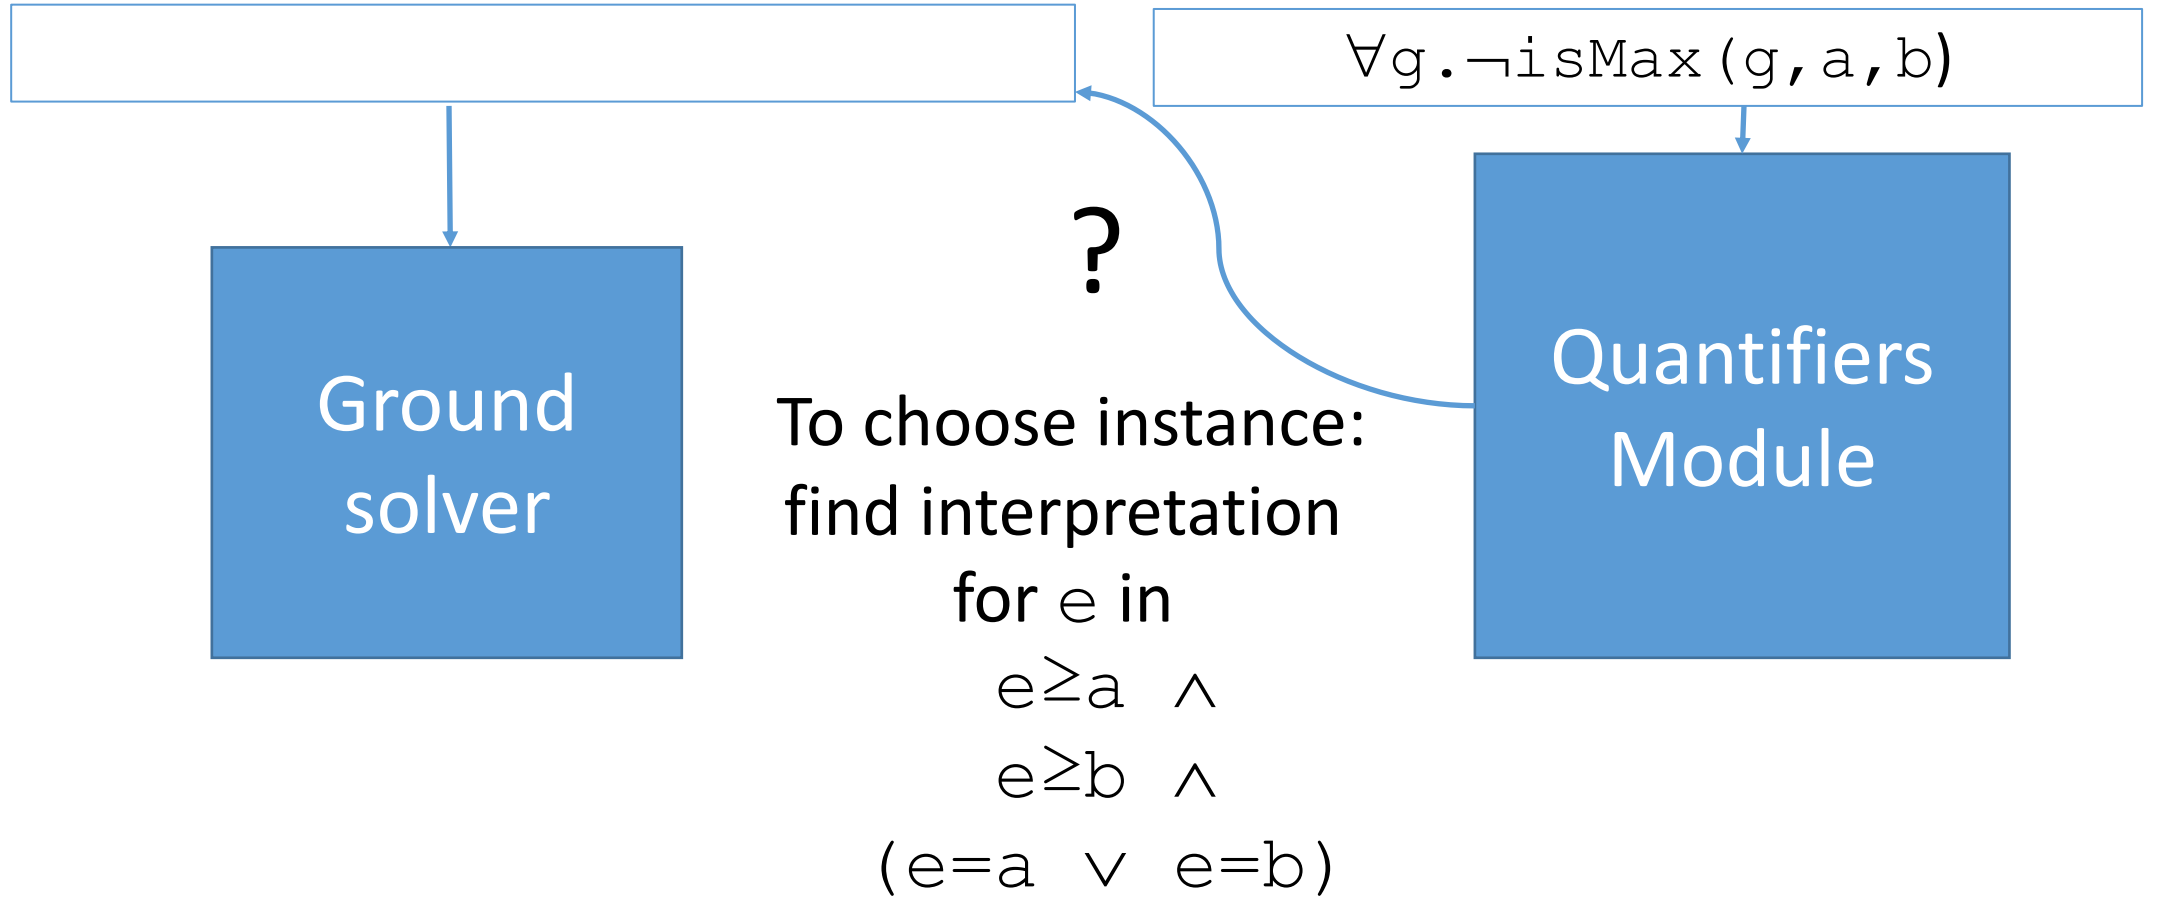 ∀g.¬isMax(g,a,b)
?
Ground
solver
Quantifiers
Module
To choose instance:
find interpretation
for e in
e≥a ∧
e≥b ∧
(e=a ∨ e=b)